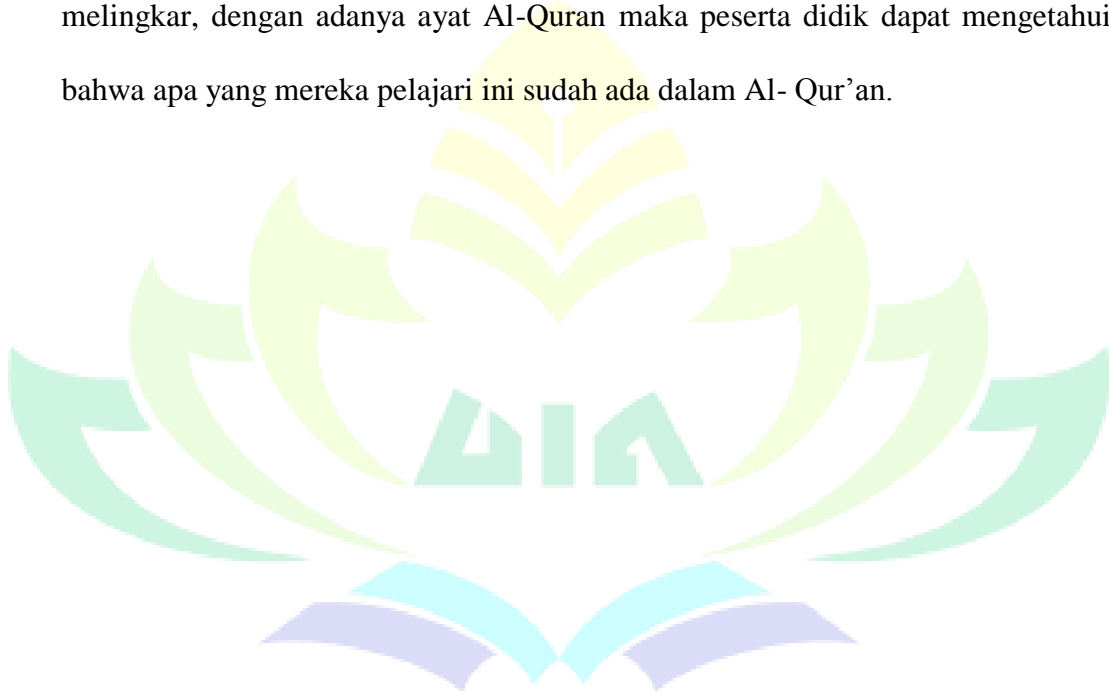 melingkar, dengan adanya ayat Al-Quran maka peserta didik dapat mengetahui
bahwa apa yang mereka pelajari ini sudah ada dalam Al- Qur’an.